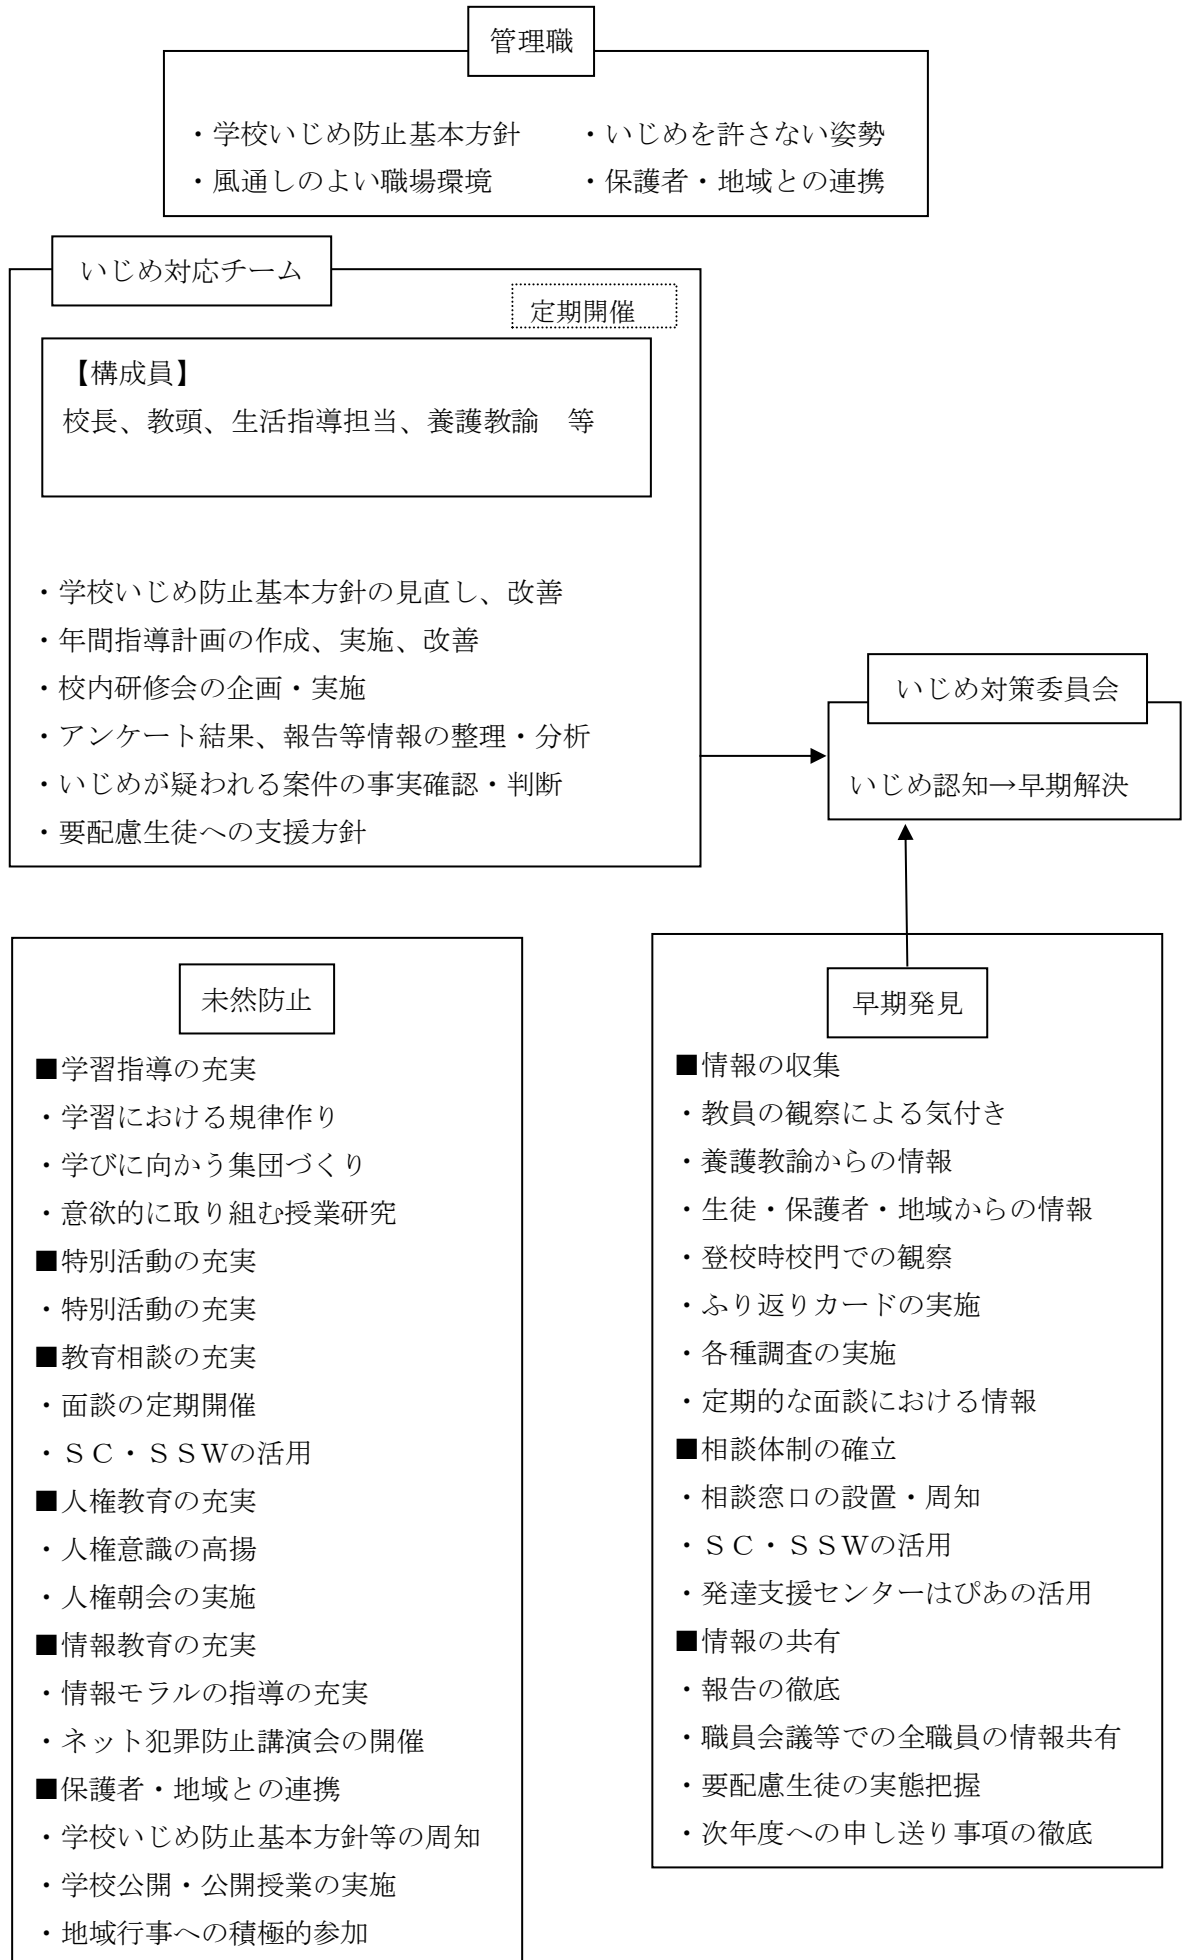 管理職
・学校いじめ防止基本方針　　・いじめを許さない姿勢
・風通しのよい職場環境　　　・保護者・地域との連携
いじめ対応チーム
定期開催
【構成員】
校長、教頭、生活指導担当、養護教諭　等
・学校いじめ防止基本方針の見直し、改善
・年間指導計画の作成、実施、改善
・校内研修会の企画・実施
・アンケート結果、報告等情報の整理・分析
・いじめが疑われる案件の事実確認・判断
・要配慮生徒への支援方針
いじめ対策委員会
いじめ認知→早期解決
未然防止
■学習指導の充実
・学習における規律作り
・学びに向かう集団づくり
・意欲的に取り組む授業研究
■特別活動の充実
・特別活動の充実
■教育相談の充実
・面談の定期開催
・ＳＣ・ＳＳＷの活用
■人権教育の充実
・人権意識の高揚
・人権朝会の実施
■情報教育の充実
・情報モラルの指導の充実
・ネット犯罪防止講演会の開催
■保護者・地域との連携
・学校いじめ防止基本方針等の周知
・学校公開・公開授業の実施
・地域行事への積極的参加
早期発見
■情報の収集
・教員の観察による気付き
・養護教諭からの情報
・生徒・保護者・地域からの情報
・登校時校門での観察
・ふり返りカードの実施
・各種調査の実施
・定期的な面談における情報
■相談体制の確立
・相談窓口の設置・周知
・ＳＣ・ＳＳＷの活用
・発達支援センターはぴあの活用
■情報の共有
・報告の徹底
・職員会議等での全職員の情報共有
・要配慮生徒の実態把握
・次年度への申し送り事項の徹底